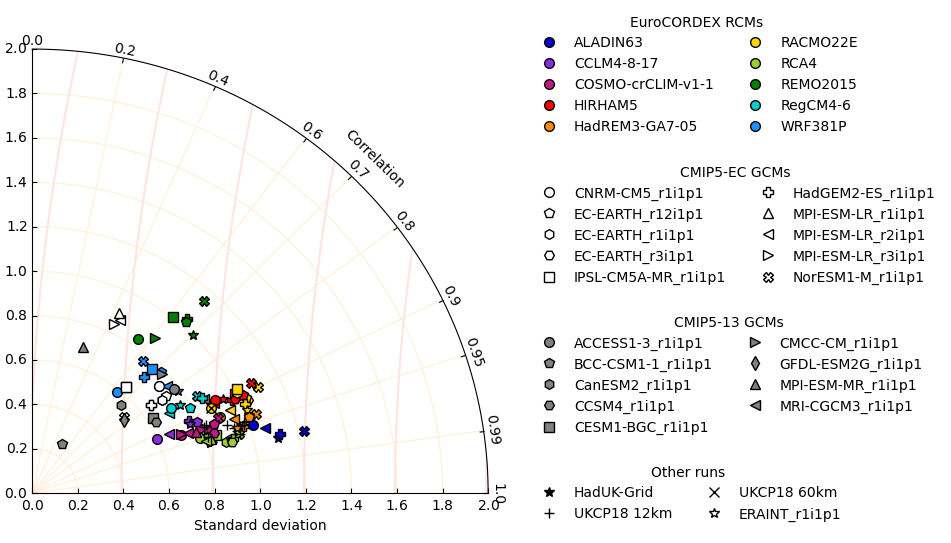 EuroCORDEX RCMs
ALADIN63 RACMO22E
CCLM4-8-17 RCA4
COSMO-crCLIM-v1-1 REMO2015
HIRHAM5 RegCM4-6
HadREM3-GA7-05 WRF381P
CMIP5-EC GCMs
CNRM-CM5_r1i1p1 HadGEM2-ES_r1i1p1
EC-EARTH_r12i1p1 MPI-ESM-LR_r1i1p1
EC-EARTH_r1i1p1 MPI-ESM-LR_r2i1p1
EC-EARTH_r3i1p1 MPI-ESM-LR_r3i1p1
IPSL-CM5A-MR_r1i1p1 NorESM1-M_r1i1p1
CMIP5-13 GCMs
ACCESS1-3_r1i1p1 CMCC-CM_r1i1p1
BCC-CSM1-1_r1i1p1 GFDL-ESM2G_r1i1p1
CanESM2_r1i1p1 MPI-ESM-MR_r1i1p1
CCSM4_r1i1p1 MRI-CGCM3_r1i1p1
CESM1-BGC_r1i1p1
Other runs
HadUK-Grid UKCP18 60km
UKCP18 12km ERAINT_r1i1p1
0.0
0.2
0.4
0.6
0.7
0.8
0.9
0.95
0.99
1.0
Correlation
2.0
1.8
1.6
1.4
1.2
1.0
0.8
0.6
0.4
0.2
0.0
0.0 0.2 0.4 0.6 0.8 1.0 1.2 1.4 1.6 1.8 2.0
Standard deviation